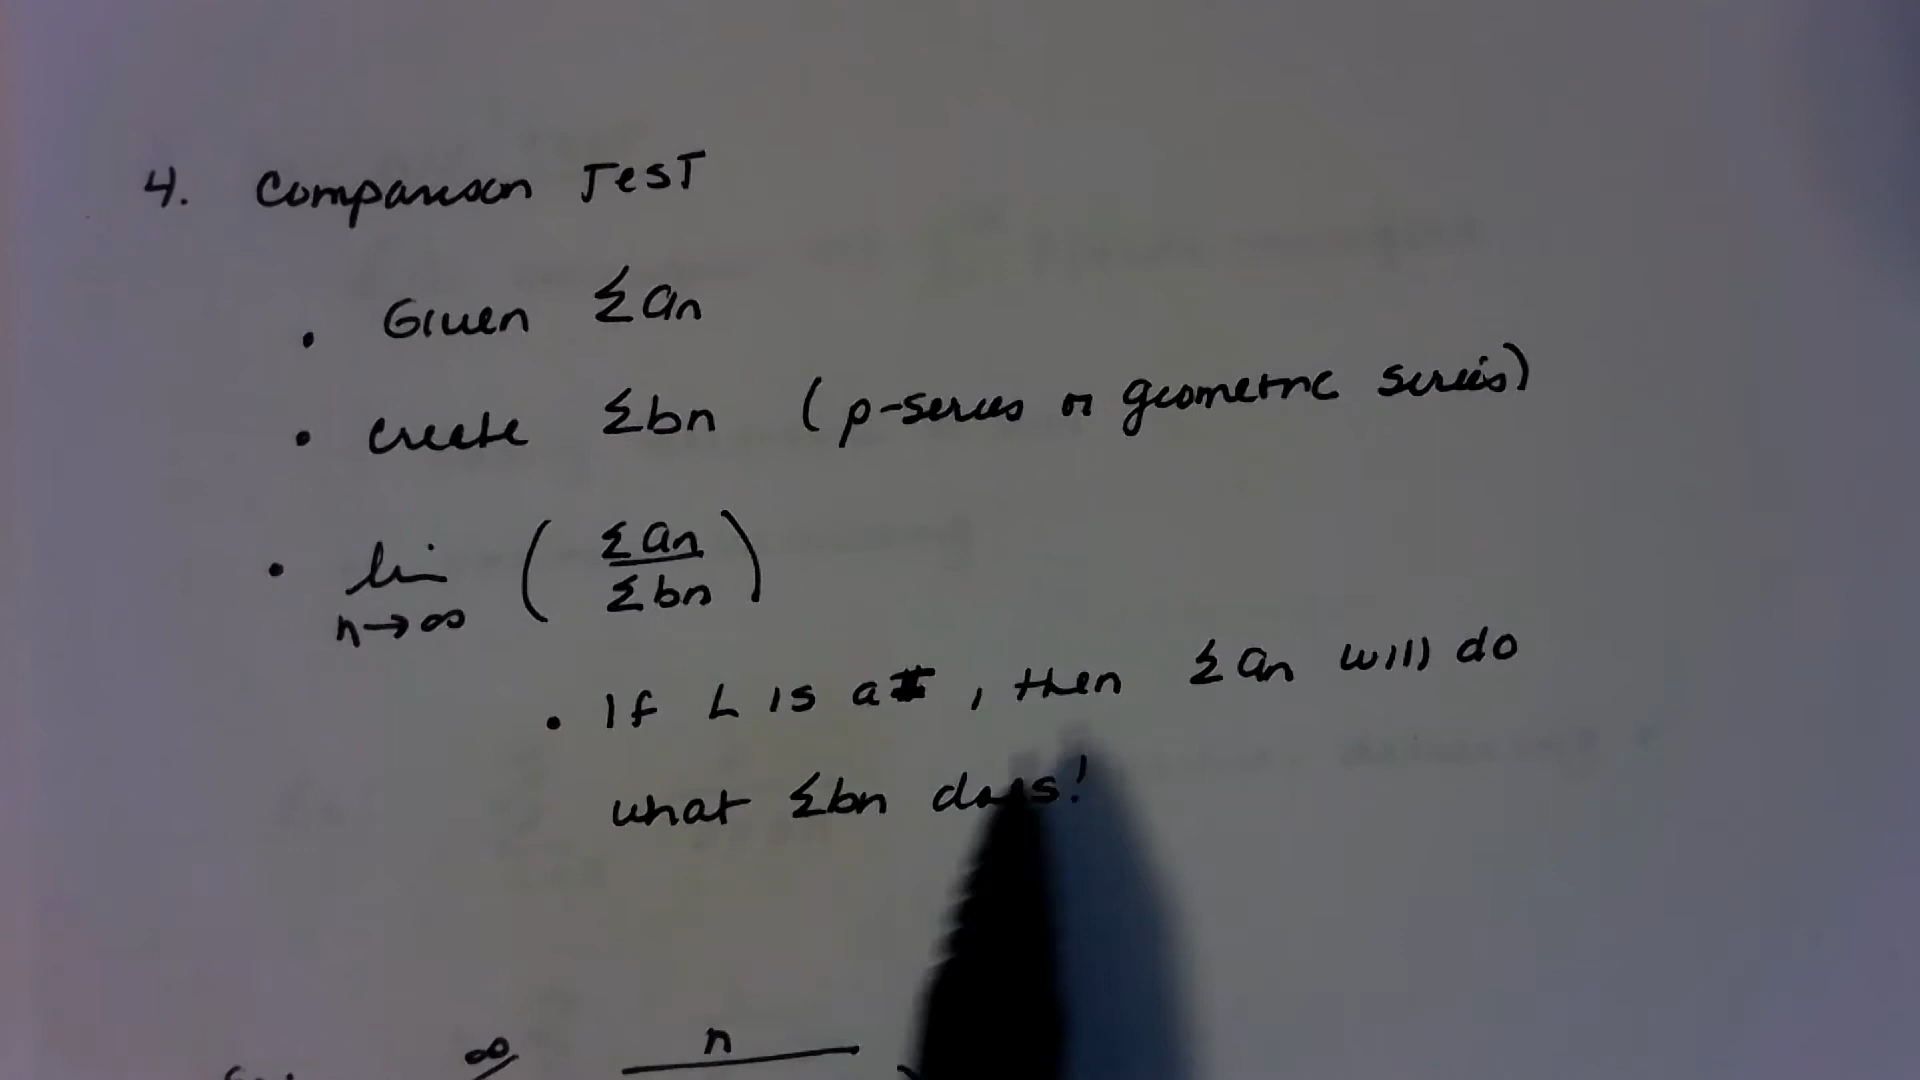 4. Comparison Test
• Given Σan
• Create Σbn (p-series or geometric series)
• lim n→∞ (Σan / Σbn)
• If L is a #, then Σan will do
what Σbn does!
∞ n